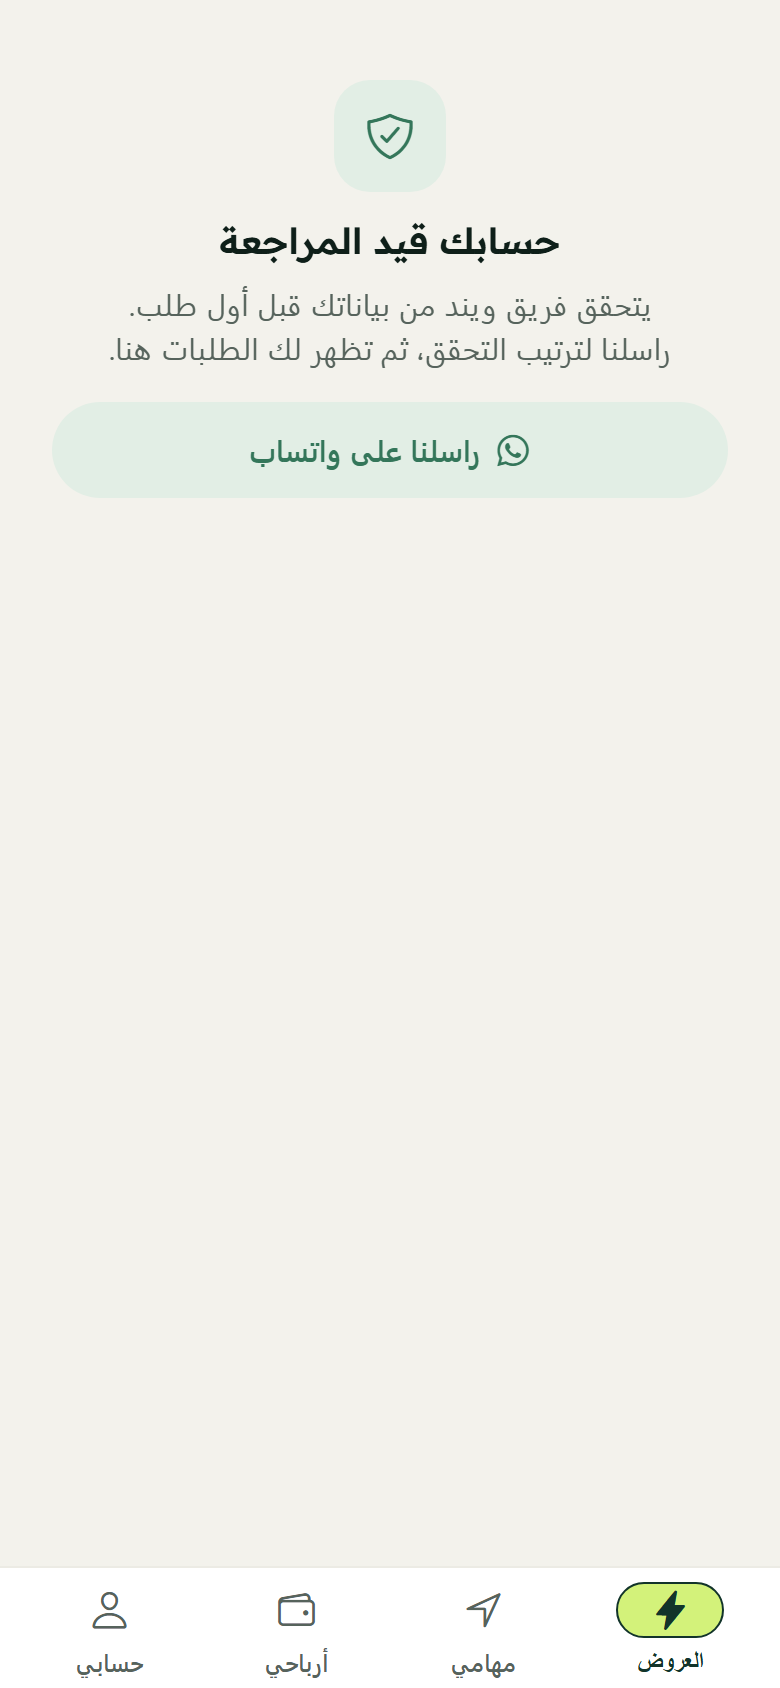 حسابك قيد المراجعة
يتحقق فريق ويند من بياناتك قبل أول طلب.
راسلنا لترتيب التحقق، ثم تظهر لك الطلبات هنا.
راسلنا على واتساب
العروض
مهامي
أرباحي
حسابي